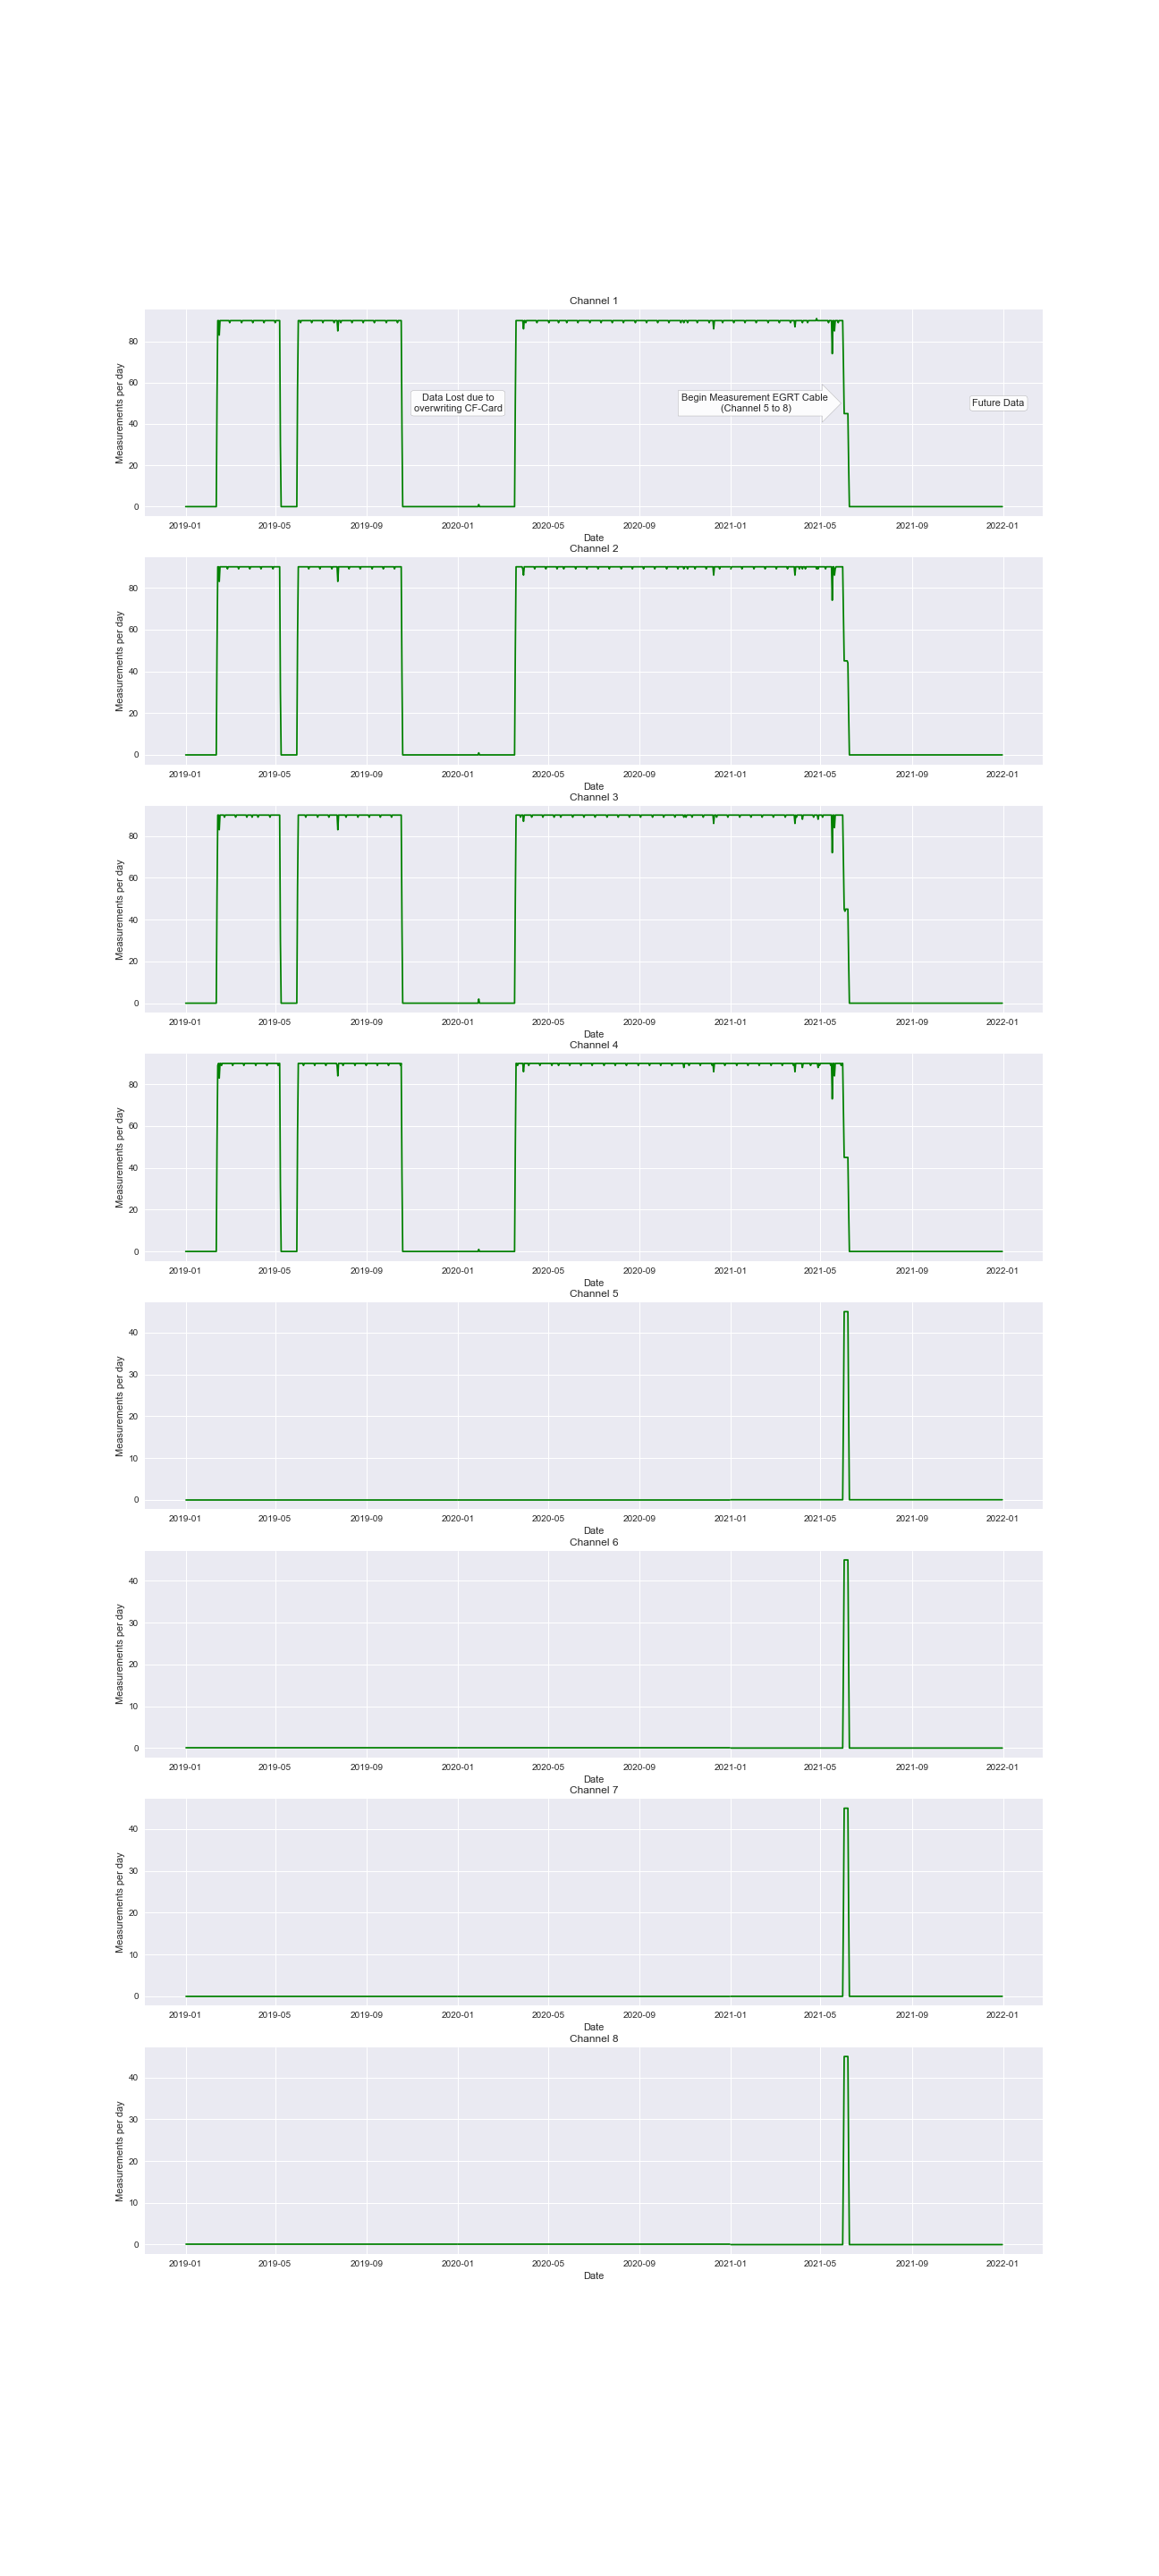 Channel 1
Measurements per day
80
60
40
20
0
Data Lost due to
overwriting CF-Card
Begin Measurement EGRT Cable
(Channel 5 to 8)
Future Data
2019-01 2019-05 2019-09 2020-01 2020-05 2020-09 2021-01 2021-05 2021-09 2022-01
Date
Channel 2
Measurements per day
80
60
40
20
0
2019-01 2019-05 2019-09 2020-01 2020-05 2020-09 2021-01 2021-05 2021-09 2022-01
Date
Channel 3
Measurements per day
80
60
40
20
0
2019-01 2019-05 2019-09 2020-01 2020-05 2020-09 2021-01 2021-05 2021-09 2022-01
Date
Channel 4
Measurements per day
80
60
40
20
0
2019-01 2019-05 2019-09 2020-01 2020-05 2020-09 2021-01 2021-05 2021-09 2022-01
Date
Channel 5
Measurements per day
40
30
20
10
0
2019-01 2019-05 2019-09 2020-01 2020-05 2020-09 2021-01 2021-05 2021-09 2022-01
Date
Channel 6
Measurements per day
40
30
20
10
0
2019-01 2019-05 2019-09 2020-01 2020-05 2020-09 2021-01 2021-05 2021-09 2022-01
Date
Channel 7
Measurements per day
40
30
20
10
0
2019-01 2019-05 2019-09 2020-01 2020-05 2020-09 2021-01 2021-05 2021-09 2022-01
Date
Channel 8
Measurements per day
40
30
20
10
0
2019-01 2019-05 2019-09 2020-01 2020-05 2020-09 2021-01 2021-05 2021-09 2022-01
Date